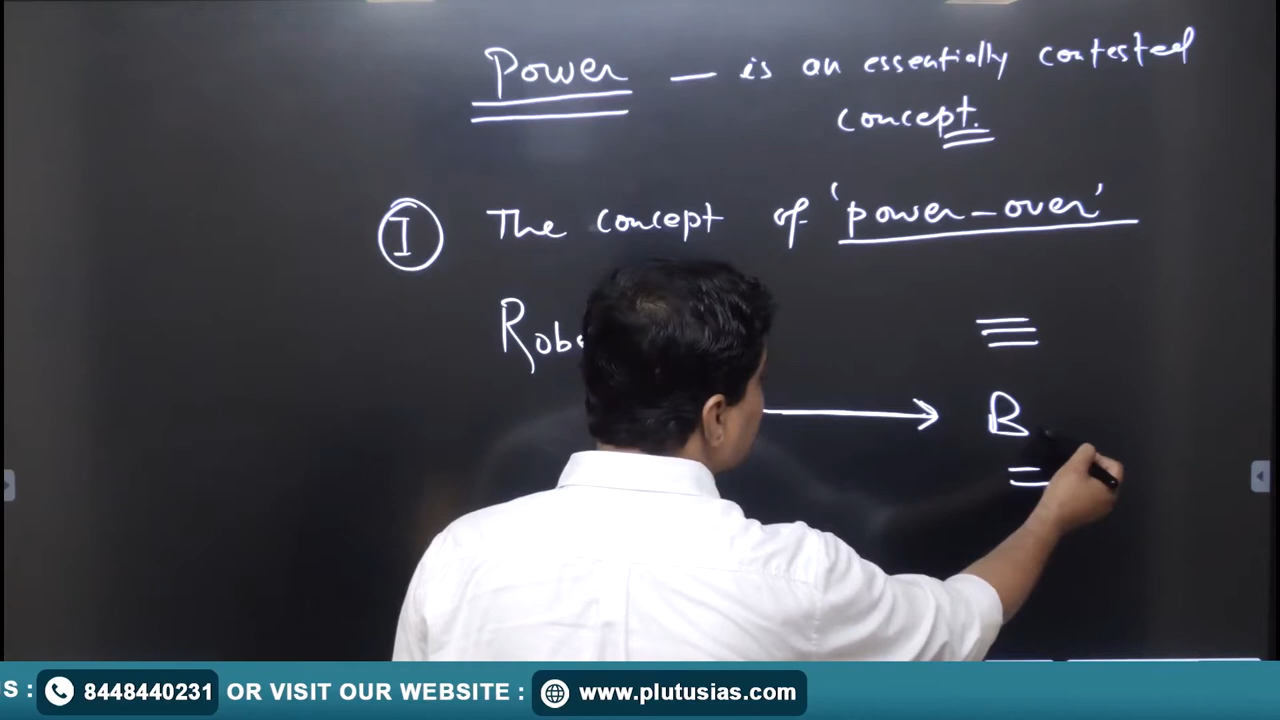 Power — is an essentially contested
concept.
I The concept of 'power-over'
B
S : 8448440231 OR VISIT OUR WEBSITE : www.plutusias.com